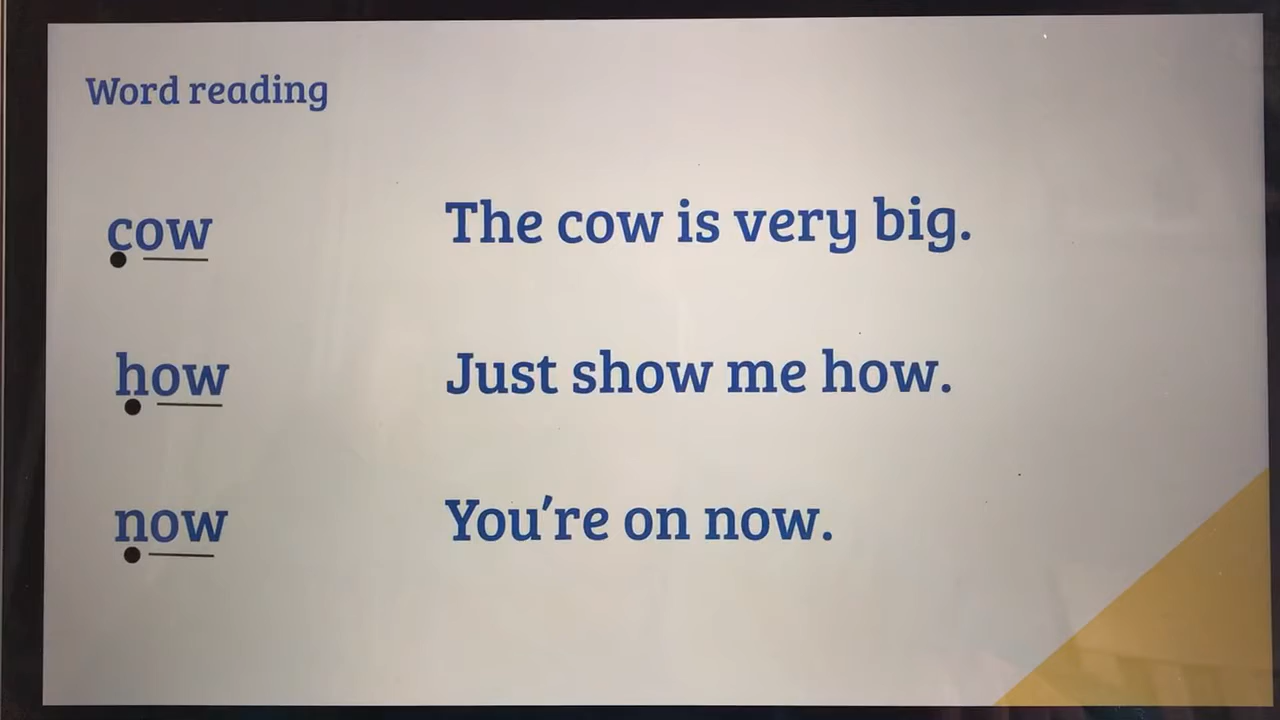 Word reading
cow
The cow is very big.
how
Just show me how.
now
You're on now.